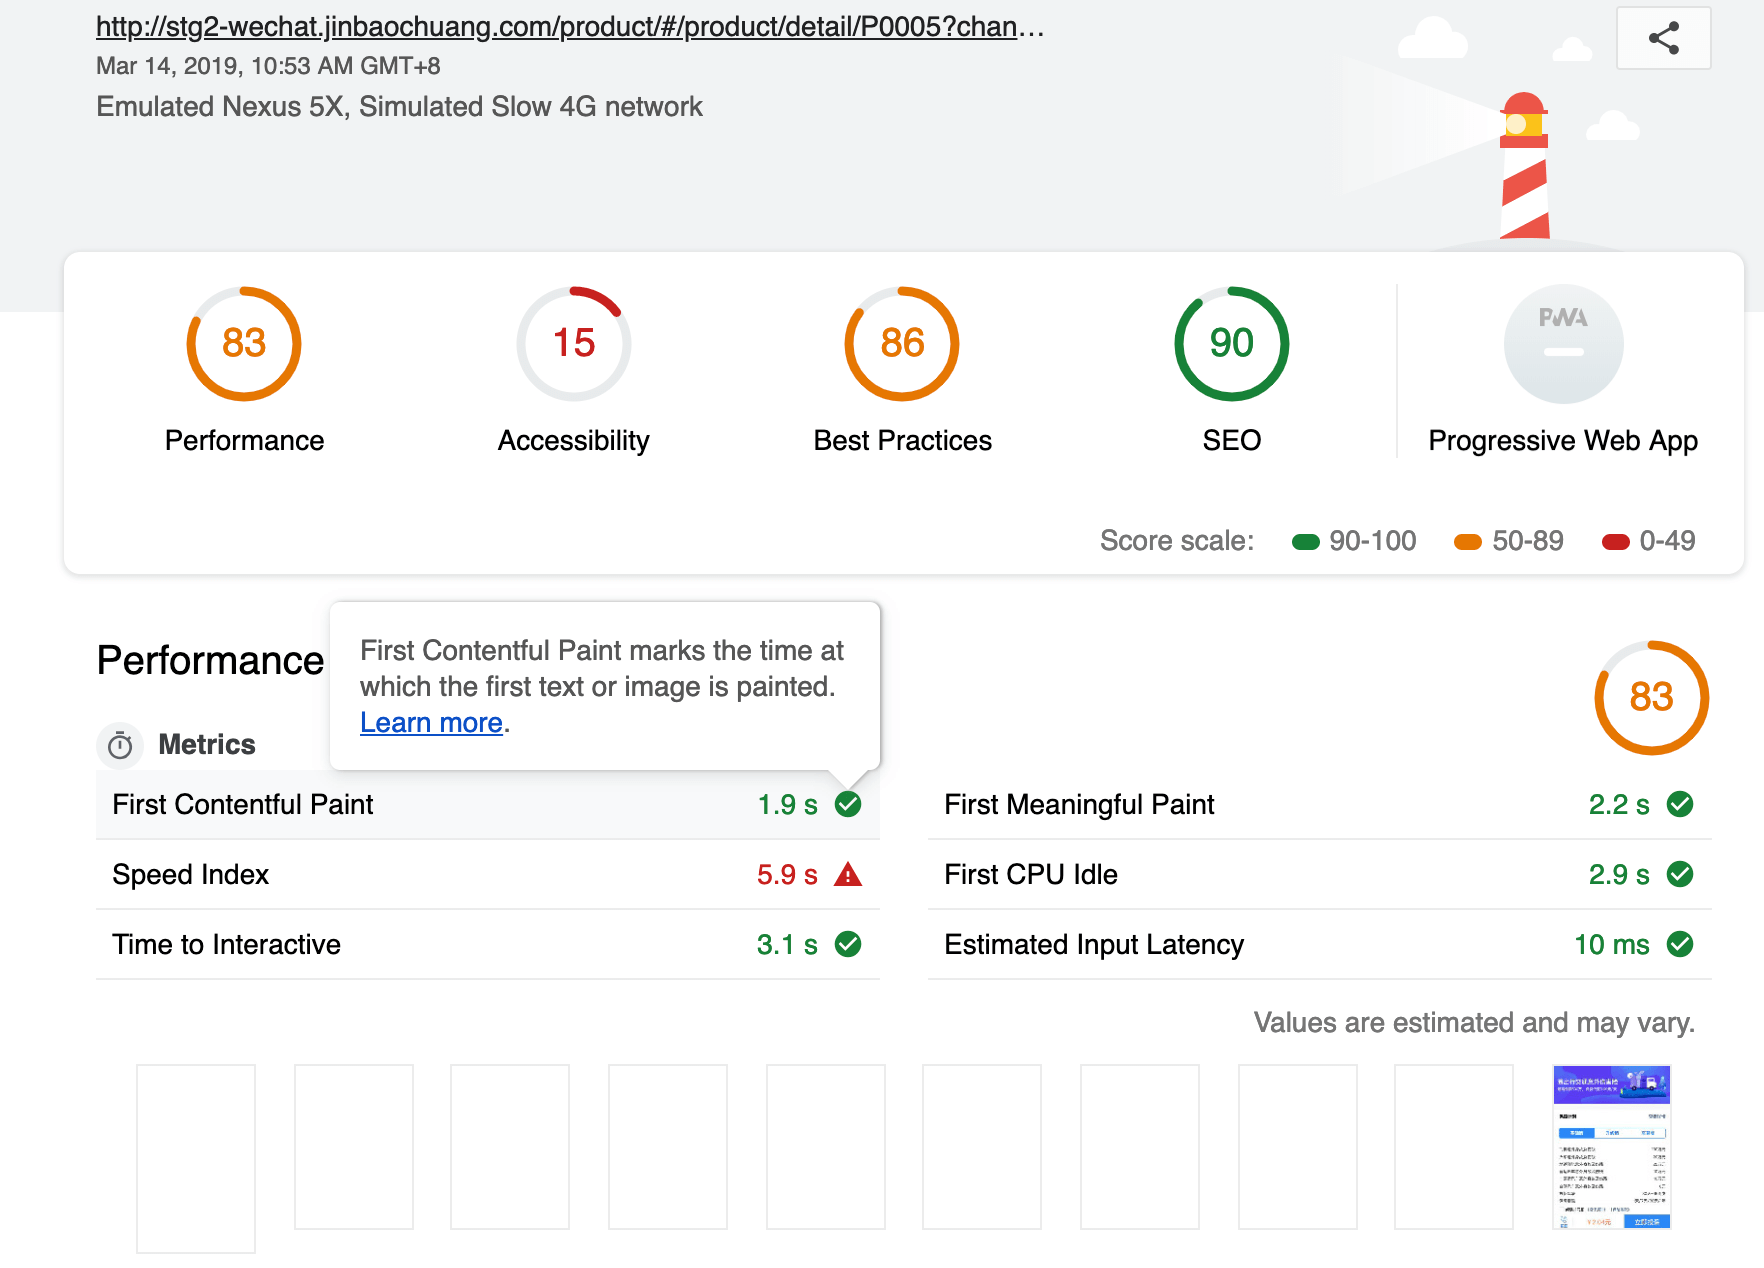 http://stg2-wechat.jinbaochuang.com/product/#/product/detail/P0005?chan…
Mar 14, 2019, 10:53 AM GMT+8
Emulated Nexus 5X, Simulated Slow 4G network
83
Performance
15
Accessibility
86
Best Practices
90
SEO
PWA
Progressive Web App
Score scale: 90-100 50-89 0-49
Performance
First Contentful Paint marks the time at
which the first text or image is painted.
Learn more.
83
Metrics
First Contentful Paint 1.9 s
First Meaningful Paint 2.2 s
Speed Index 5.9 s
First CPU Idle 2.9 s
Time to Interactive 3.1 s
Estimated Input Latency 10 ms
Values are estimated and may vary.
立即投保